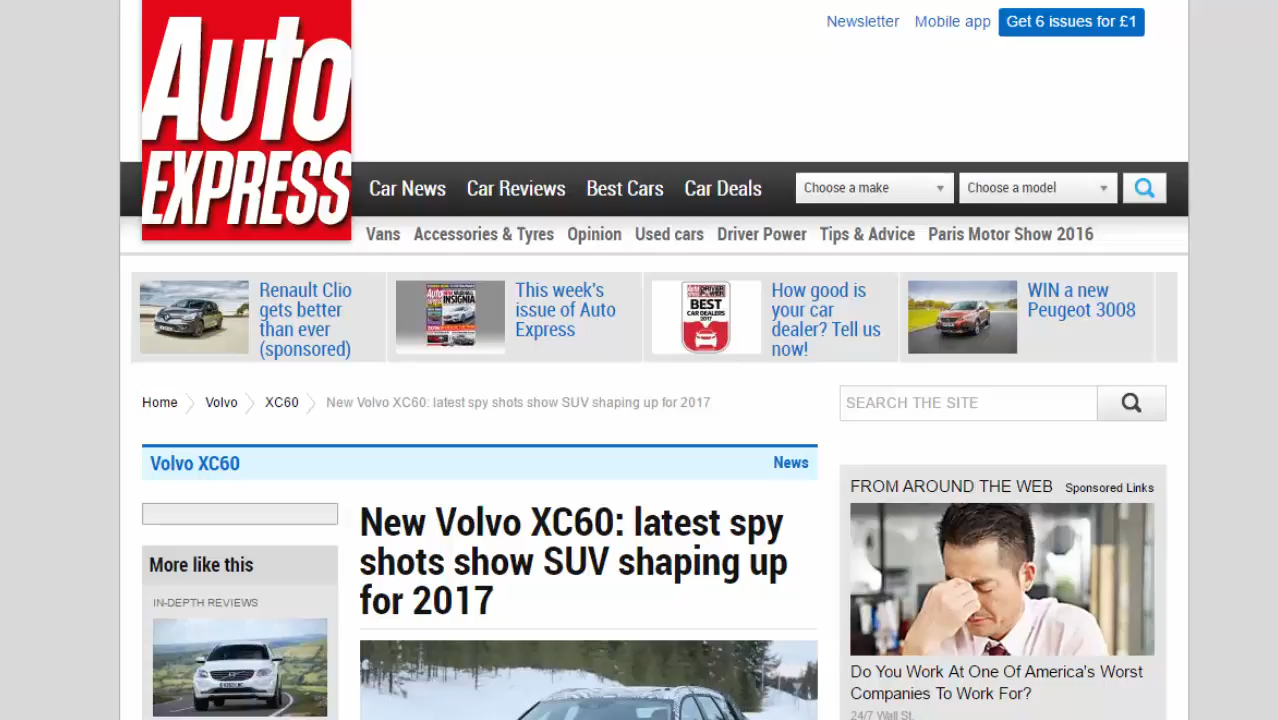 Auto
EXPRESS
Newsletter Mobile app Get 6 issues for £1
Car News Car Reviews Best Cars Car Deals Choose a make Choose a model
Vans Accessories & Tyres Opinion Used cars Driver Power Tips & Advice Paris Motor Show 2016
Renault Clio
gets better
than ever
(sponsored)
INSIGNIA
This week's
issue of Auto
Express
BEST
CAR DEALERS
2017
How good is
your car
dealer? Tell us
now!
WIN a new
Peugeot 3008
Home Volvo XC60 New Volvo XC60: latest spy shots show SUV shaping up for 2017
SEARCH THE SITE
Volvo XC60 News
More like this
IN-DEPTH REVIEWS
New Volvo XC60: latest spy
shots show SUV shaping up
for 2017
FROM AROUND THE WEB Sponsored Links
Do You Work At One Of America's Worst
Companies To Work For?
24/7 Wall St.